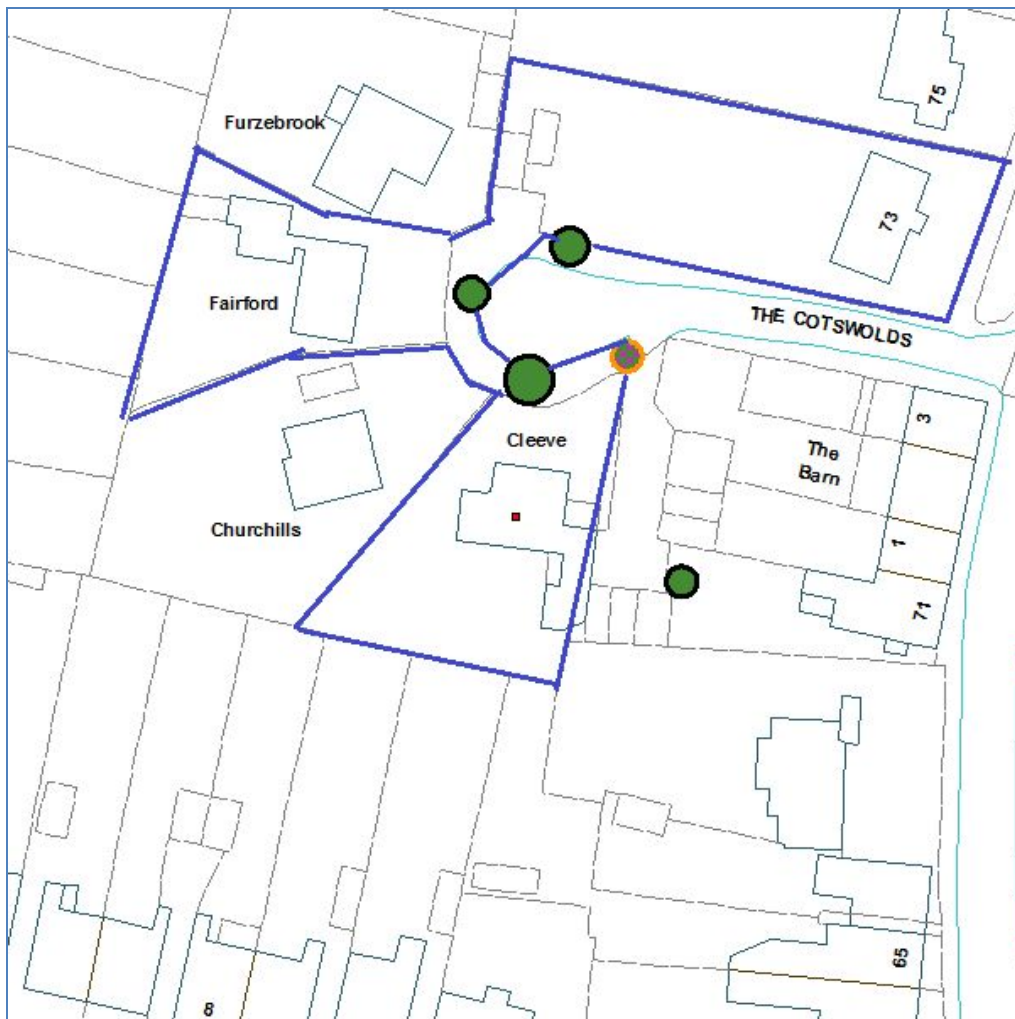 75
Furzebrook
73
Fairford
THE COTSWOLDS
3
Cleeve
The
Barn
Churchills
1
71
65
8